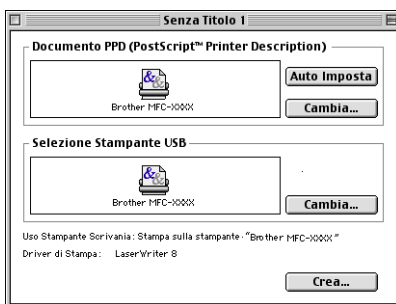 Senza Titolo 1
Documento PPD (PostScript™ Printer Description)
Brother MFC-XXXX
Auto Imposta
Cambia...
Selezione Stampante USB
Brother MFC-XXXX
Cambia...
Uso Stampante Scrivania: Stampa sulla stampante "Brother MFC-XXXX"
Driver di Stampa: LaserWriter 8
Crea...